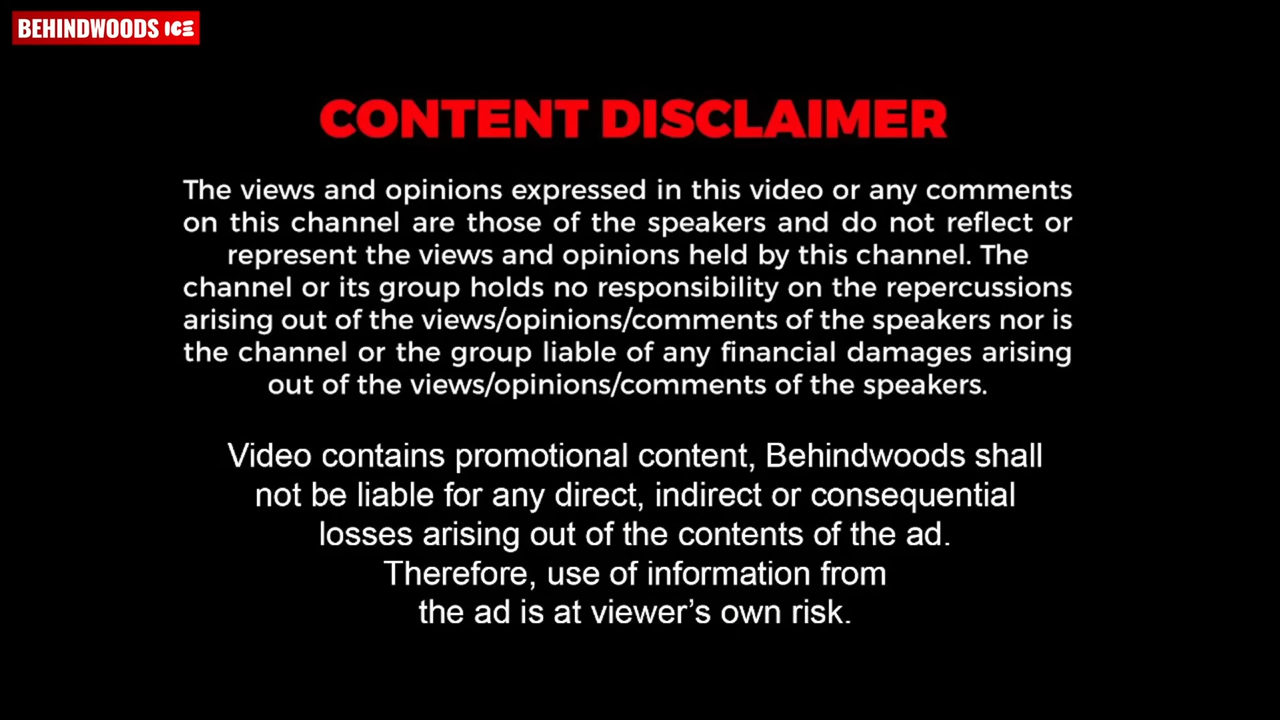 BEHINDWOODS ICE
CONTENT DISCLAIMER
The views and opinions expressed in this video or any comments
on this channel are those of the speakers and do not reflect or
represent the views and opinions held by this channel. The
channel or its group holds no responsibility on the repercussions
arising out of the views/opinions/comments of the speakers nor is
the channel or the group liable of any financial damages arising
out of the views/opinions/comments of the speakers.
Video contains promotional content, Behindwoods shall
not be liable for any direct, indirect or consequential
losses arising out of the contents of the ad.
Therefore, use of information from
the ad is at viewer’s own risk.